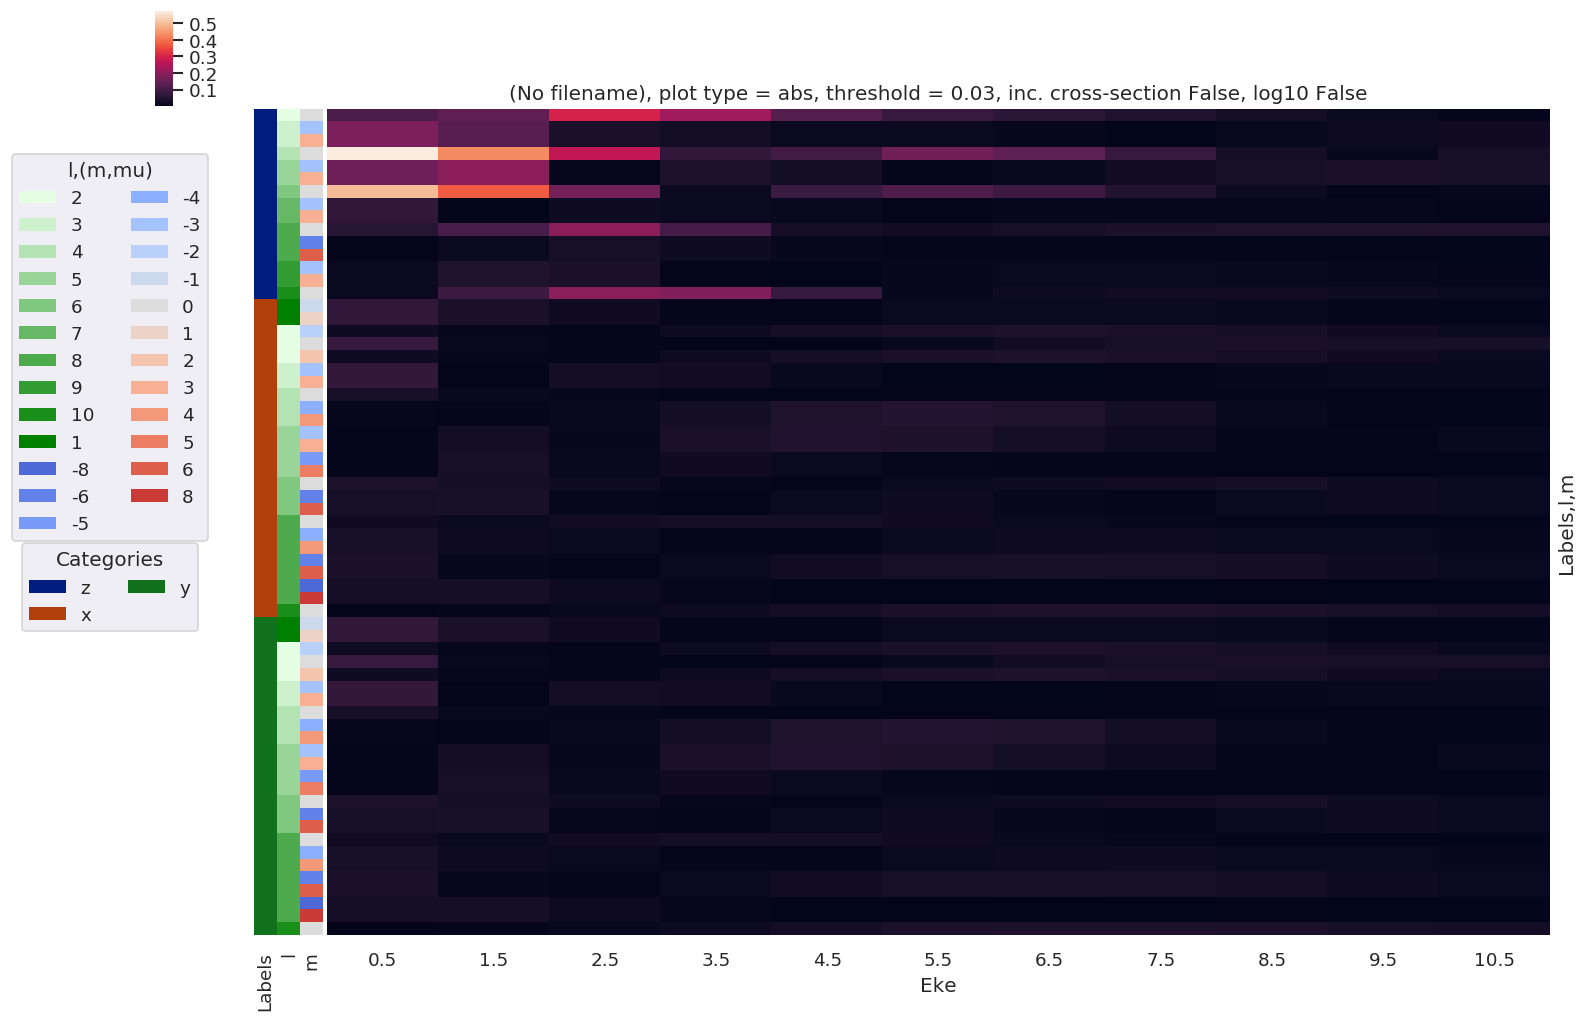 0.5
0.4
0.3
0.2
0.1
(No filename), plot type = abs, threshold = 0.03, inc. cross-section False, log10 False
l,(m,mu)
2 -4
3 -3
4 -2
5 -1
6 0
7 1
8 2
9 3
10 4
1 5
-8 6
-6 8
-5
Categories
z y
x
Labels,l,m
Labels
l
m
0.5 1.5 2.5 3.5 4.5 5.5 6.5 7.5 8.5 9.5 10.5
Eke